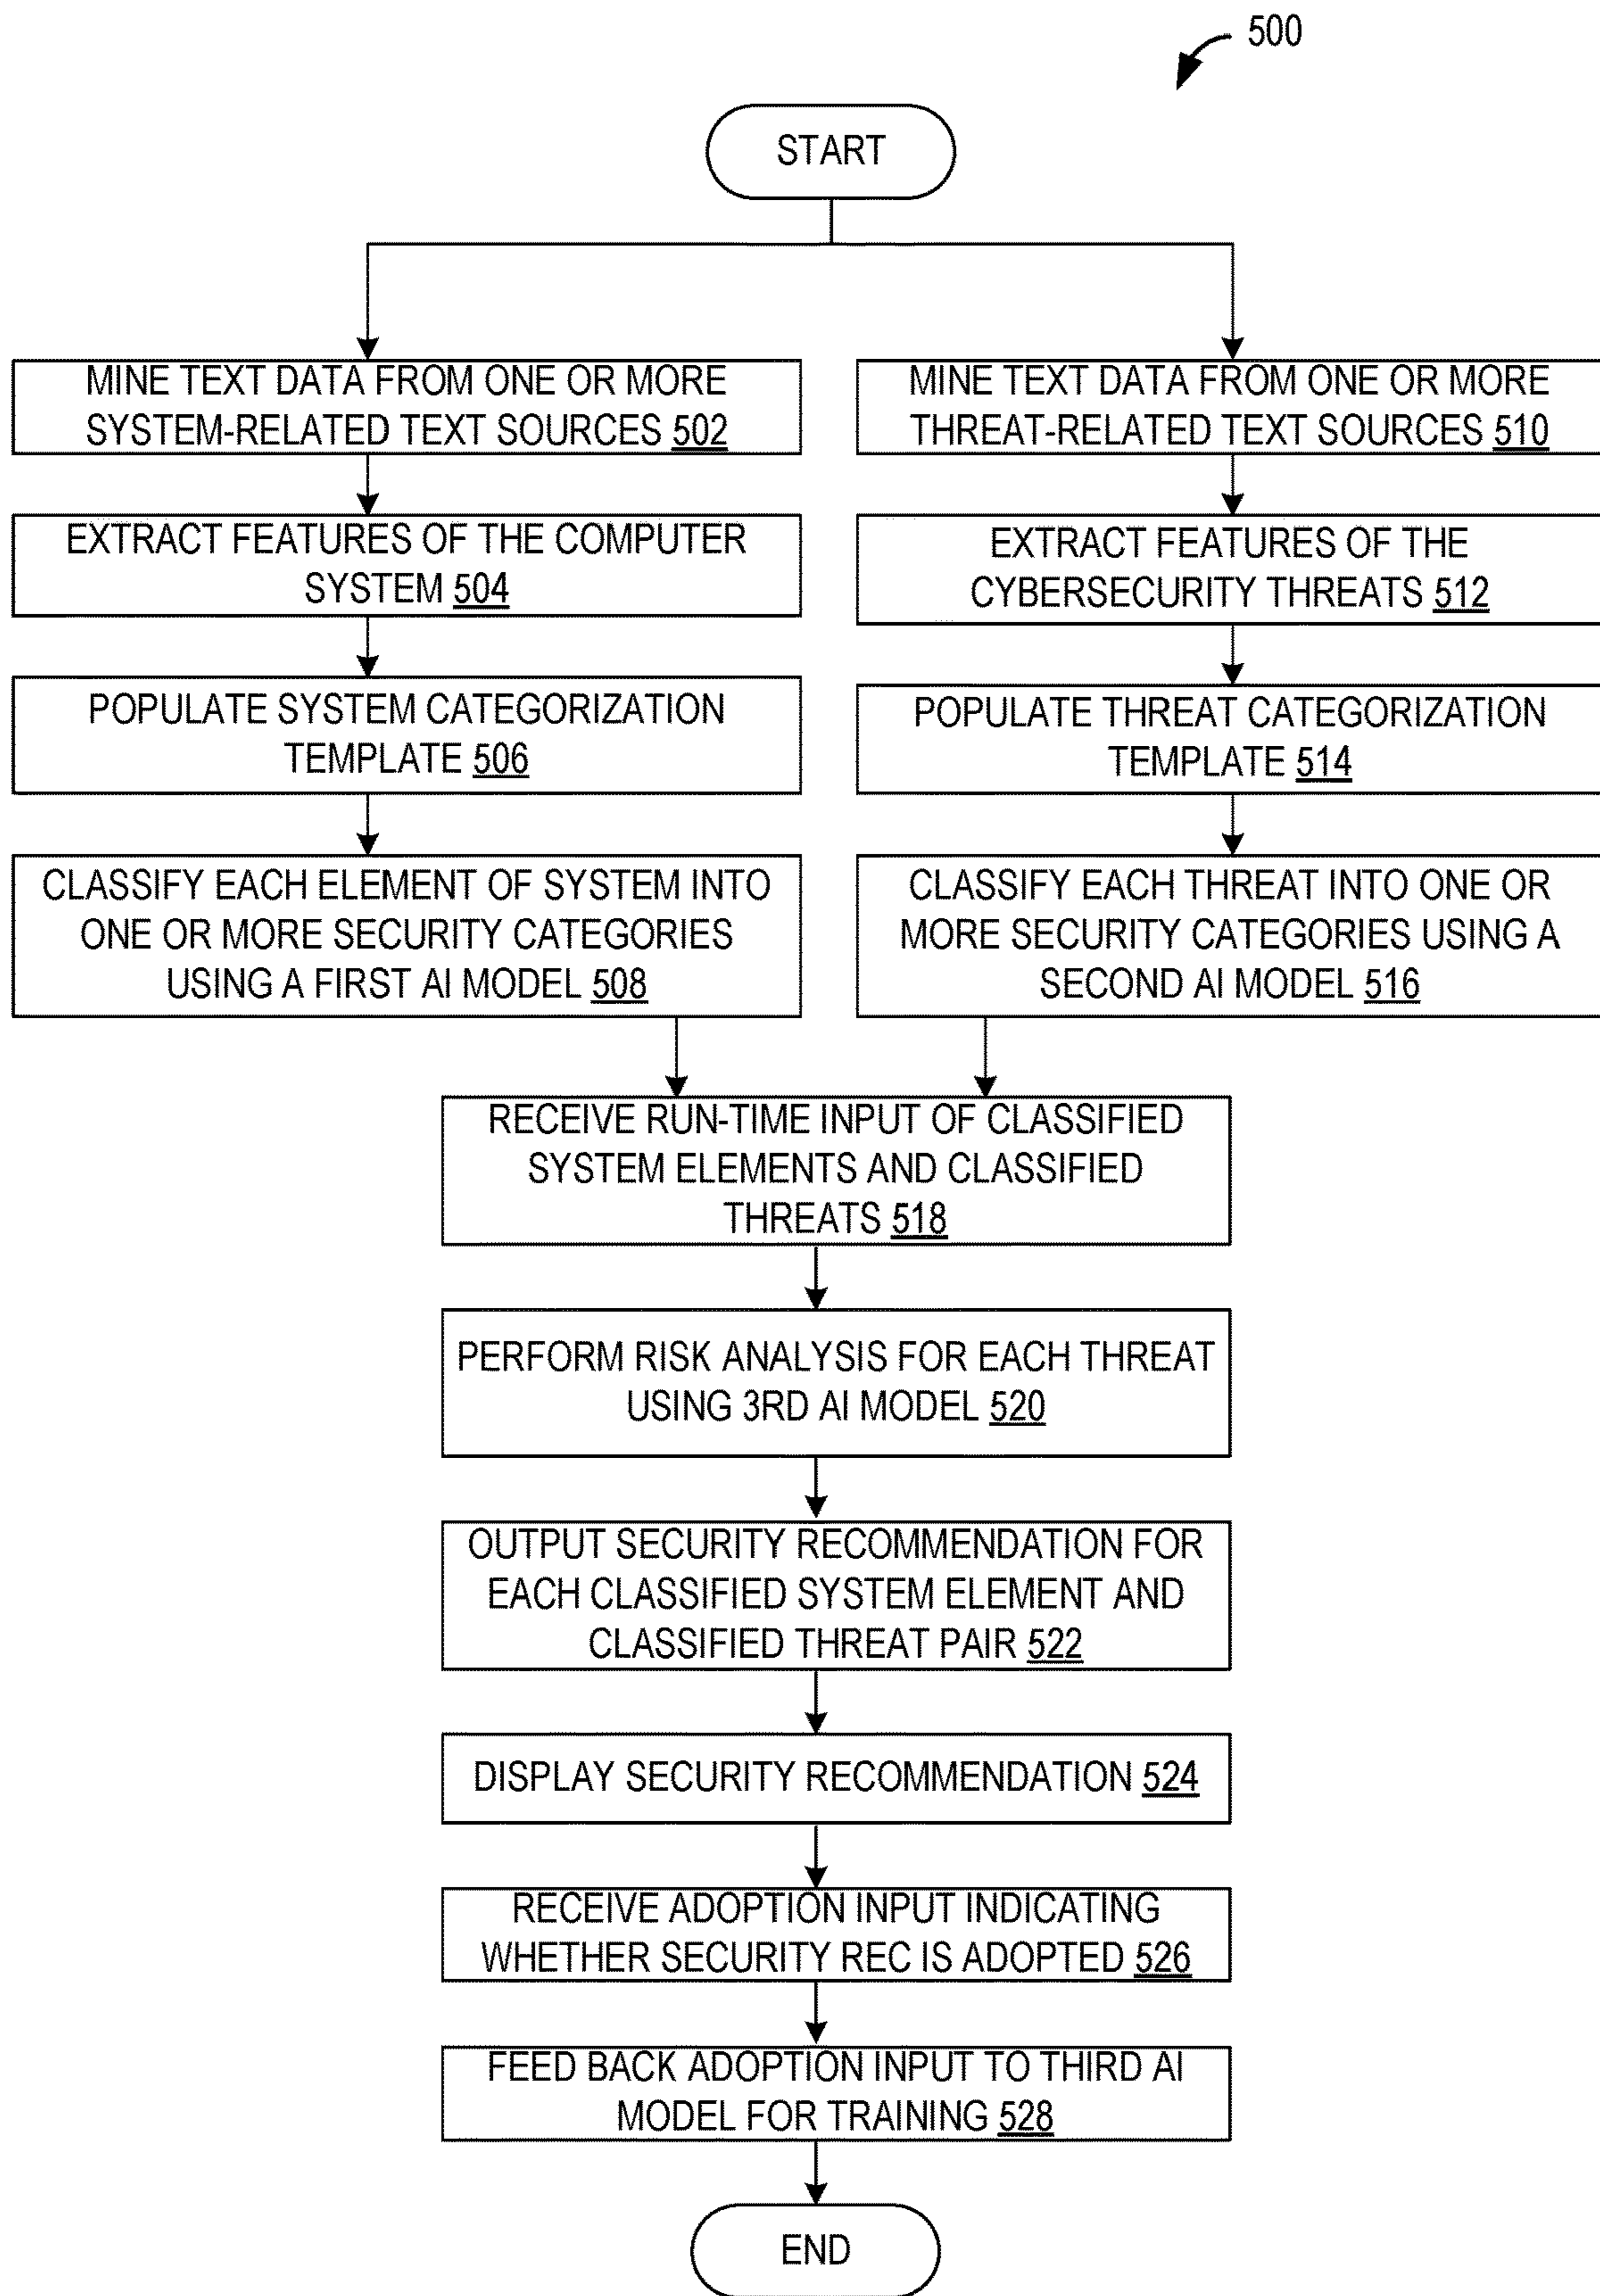 500
START
MINE TEXT DATA FROM ONE OR MORE
SYSTEM-RELATED TEXT SOURCES 502
EXTRACT FEATURES OF THE COMPUTER
SYSTEM 504
POPULATE SYSTEM CATEGORIZATION
TEMPLATE 506
CLASSIFY EACH ELEMENT OF SYSTEM INTO
ONE OR MORE SECURITY CATEGORIES
USING A FIRST AI MODEL 508
MINE TEXT DATA FROM ONE OR MORE
THREAT-RELATED TEXT SOURCES 510
EXTRACT FEATURES OF THE
CYBERSECURITY THREATS 512
POPULATE THREAT CATEGORIZATION
TEMPLATE 514
CLASSIFY EACH THREAT INTO ONE OR
MORE SECURITY CATEGORIES USING A
SECOND AI MODEL 516
RECEIVE RUN-TIME INPUT OF CLASSIFIED
SYSTEM ELEMENTS AND CLASSIFIED
THREATS 518
PERFORM RISK ANALYSIS FOR EACH THREAT
USING 3RD AI MODEL 520
OUTPUT SECURITY RECOMMENDATION FOR
EACH CLASSIFIED SYSTEM ELEMENT AND
CLASSIFIED THREAT PAIR 522
DISPLAY SECURITY RECOMMENDATION 524
RECEIVE ADOPTION INPUT INDICATING
WHETHER SECURITY REC IS ADOPTED 526
FEED BACK ADOPTION INPUT TO THIRD AI
MODEL FOR TRAINING 528
END